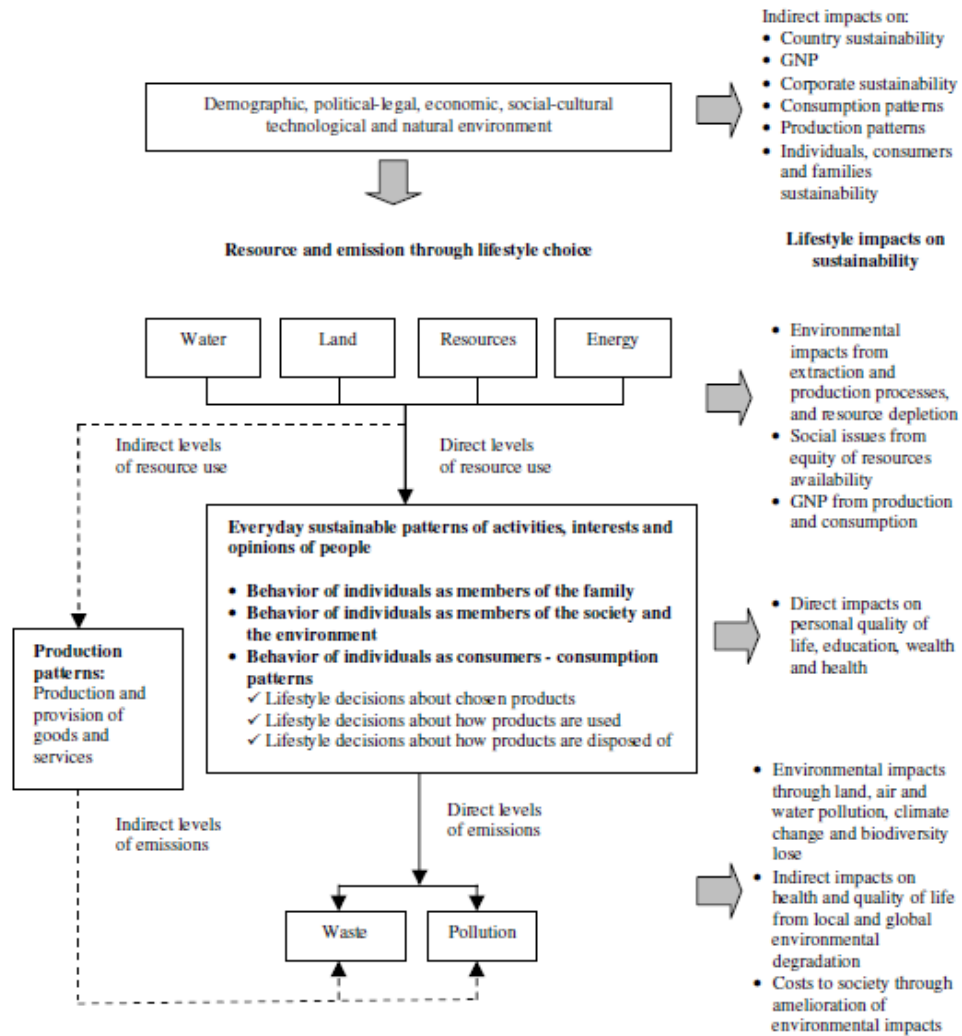 Indirect impacts on:
• Country sustainability
• GNP
• Corporate sustainability
• Consumption patterns
• Production patterns
• Individuals, consumers
and families
sustainability
Demographic, political-legal, economic, social-cultural
technological and natural environment
Resource and emission through lifestyle choice
Lifestyle impacts on
sustainability
Water
Land
Resources
Energy
• Environmental
impacts from
extraction and
production processes,
and resource depletion
• Social issues from
equity of resources
availability
• GNP from production
and consumption
Indirect levels
of resource use
Direct levels
of resource use
Everyday sustainable patterns of activities, interests and
opinions of people
• Behavior of individuals as members of the family
• Behavior of individuals as members of the society and
the environment
• Behavior of individuals as consumers - consumption
patterns
✓ Lifestyle decisions about chosen products
✓ Lifestyle decisions about how products are used
✓ Lifestyle decisions about how products are disposed of
• Direct impacts on
personal quality of
life, education, wealth
and health
Production
patterns:
Production and
provision of
goods and
services
Indirect levels
of emissions
Direct levels
of emissions
• Environmental impacts
through land, air and
water pollution, climate
change and biodiversity
lose
• Indirect impacts on
health and quality of life
from local and global
environmental
degradation
• Costs to society through
amelioration of
environmental impacts
Waste
Pollution